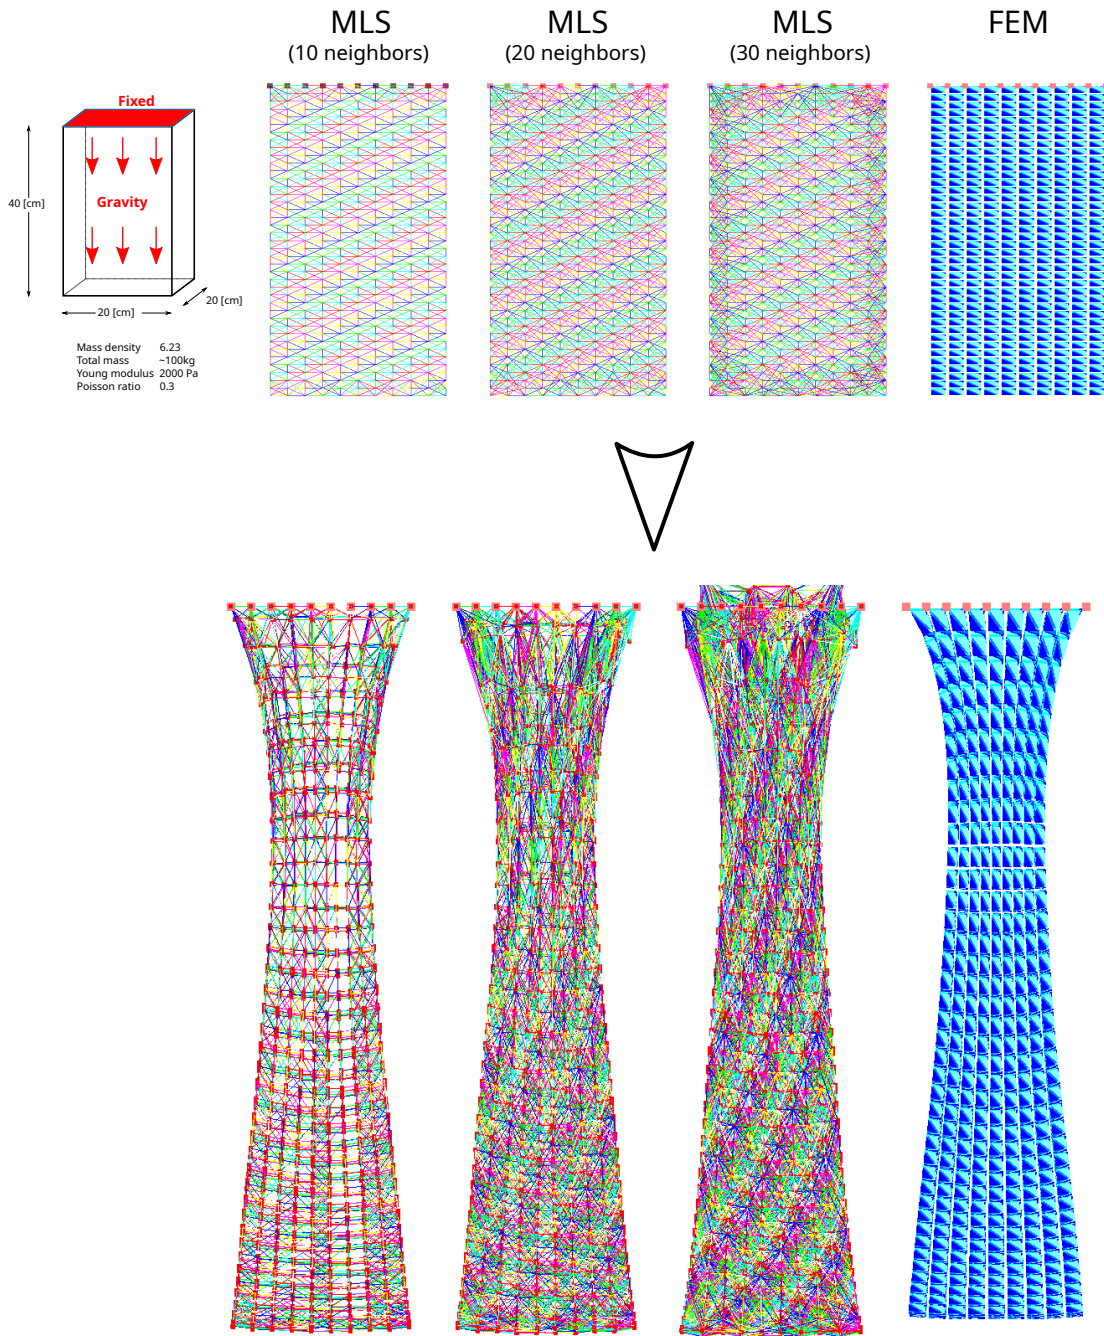 MLS
(10 neighbors)
MLS
(20 neighbors)
MLS
(30 neighbors)
FEM
Fixed
Gravity
40 [cm]
20 [cm]
20 [cm]
Mass density 6.23
Total mass ~100kg
Young modulus 2000 Pa
Poisson ratio 0.3